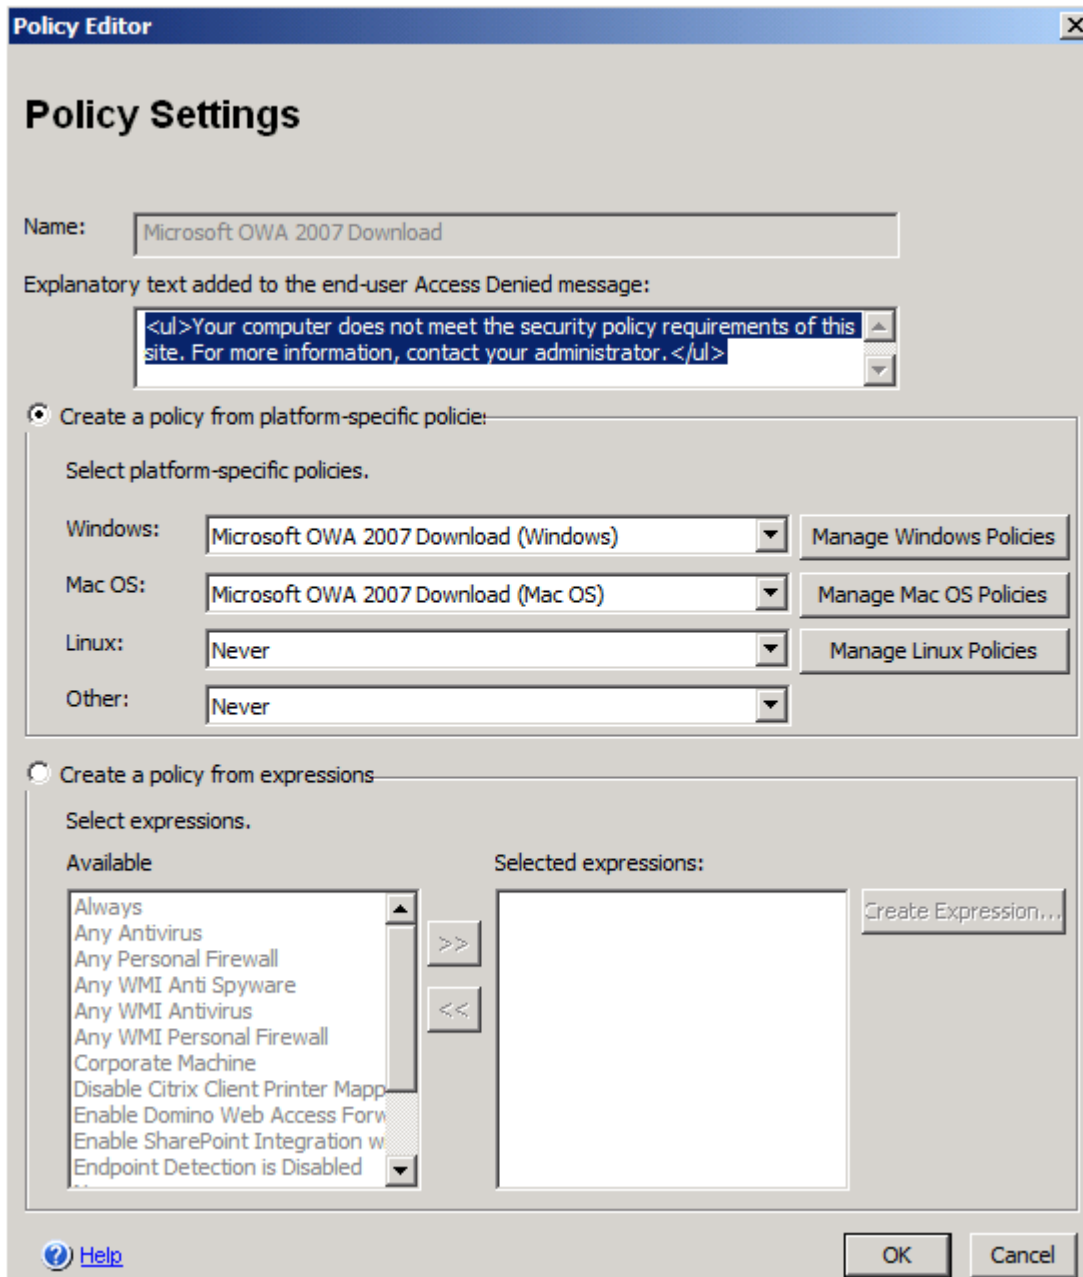 Policy Editor
Policy Settings
Name:
Microsoft OWA 2007 Download
Explanatory text added to the end-user Access Denied message:
<ul>Your computer does not meet the security policy requirements of this
site. For more information, contact your administrator.</ul>
Create a policy from platform-specific policie
Select platform-specific policies.
Windows:
Microsoft OWA 2007 Download (Windows)
Manage Windows Policies
Mac OS:
Microsoft OWA 2007 Download (Mac OS)
Manage Mac OS Policies
Linux:
Never
Manage Linux Policies
Other:
Never
Create a policy from expressions
Select expressions.
Available
Selected expressions:
Always
Any Antivirus
Any Personal Firewall
Any WMI Anti Spyware
Any WMI Antivirus
Any WMI Personal Firewall
Corporate Machine
Disable Citrix Client Printer Mapp
Enable Domino Web Access Forw
Enable SharePoint Integration w
Endpoint Detection is Disabled
>>
<<
Create Expression...
Help
OK
Cancel